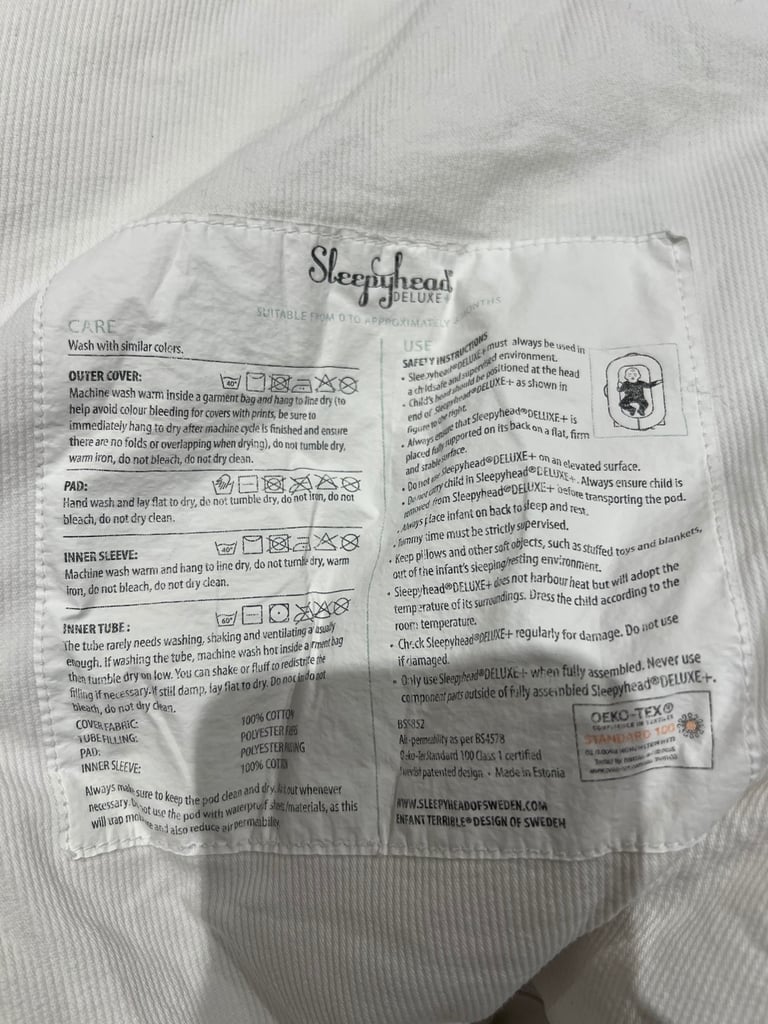 Sleepyhead®
DELUXE+
SUITABLE FROM 0 TO APPROXIMATELY MONTHS
CARE
Wash with similar colors.
OUTER COVER:
40°
Machine wash warm inside a garment bag and hang to line dry (to
help avoid colour bleeding for covers with prints, be sure to
immediately hang to dry after machine cycle is finished and ensure
there are no folds or overlapping when drying), do not tumble dry,
warm iron, do not bleach, do not dry clean.
PAD:
Hand wash and lay flat to dry, do not tumble dry, do not iron, do not
bleach, do not dry clean.
INNER SLEEVE:
40°
Machine wash warm and hang to line dry, do not tumble dry, warm
iron, do not bleach, do not dry clean.
INNER TUBE:
60°
The tube rarely needs washing, shaking and ventilating usually
enough. If washing the tube, machine wash hot inside a garment bag
then tumble dry on low. You can shake or fluff to redistribute the
filling if necessary. If still damp, lay flat to dry. Do not do not
bleach, do not dry clean.
COVER FABRIC: 100% COTTON
TUBE FILLING: POLYESTER
PAD: POLYESTER
INNER SLEEVE: 100% COTTON
Always make sure to keep the pod clean and dry. out whenever
necessary. Do not use the pod with waterproof materials, as this
will trap and also reduce air permeability.
USE
SAFETY INSTRUCTIONS
• Sleepyhead®DELUXE+ must always be used in
a childsafe and supervised environment.
• Child's head should be positioned at the head
end of Sleepyhead®DELUXE+ as shown in
figure to the right.
• Always ensure that Sleepyhead®DELUXE+ is
placed fully supported on its back on a flat, firm
and stable surface.
• Do not use Sleepyhead®DELUXE+ on an elevated surface.
• Do not carry child in Sleepyhead®DELUXE+. Always ensure child is
removed from Sleepyhead®DELUXE+ before transporting the pod.
• Always place infant on back to sleep and rest.
• Tummy time must be strictly supervised.
• Keep pillows and other soft objects, such as stuffed toys and blankets,
out of the infant's sleeping/resting environment.
• Sleepyhead®DELUXE+ does not harbour heat but will adopt the
temperature of its surroundings. Dress the child according to the
room temperature.
• Check Sleepyhead®DELUXE+ regularly for damage. Do not use
if damaged.
• Only use Sleepyhead®DELUXE+ when fully assembled. Never use
component parts outside of fully assembled Sleepyhead®DELUXE+.
BS5852
Air-permeability as per BS4578
Oeko-Tex Standard 100 Class 1 certified
patented design • Made in Estonia
WWW.SLEEPYHEADOFSWEDEN.COM
ENFANT TERRIBLE® DESIGN OF SWEDEN
OEKO-TEX®
STANDARD 100